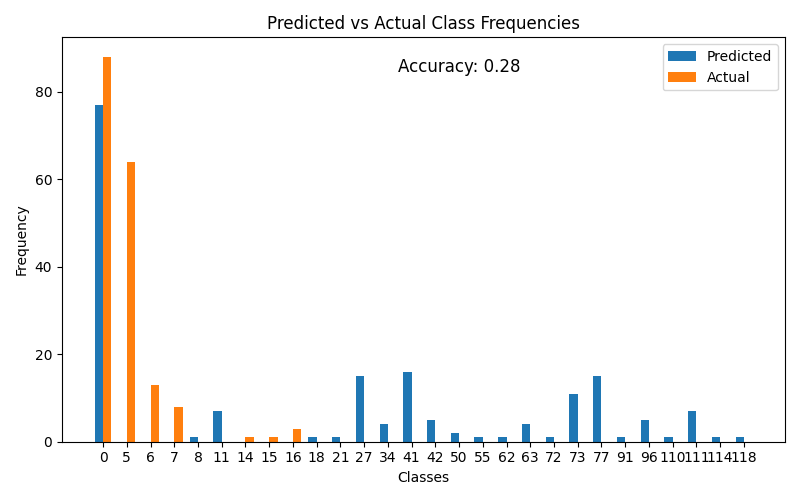 Predicted vs Actual Class Frequencies
Accuracy: 0.28
Predicted
Actual
80
60
40
20
0
Frequency
0 5 6 7 8 11 14 15 16 18 21 27 34 41 42 50 55 62 63 72 73 77 91 96 110 111 114 118
Classes